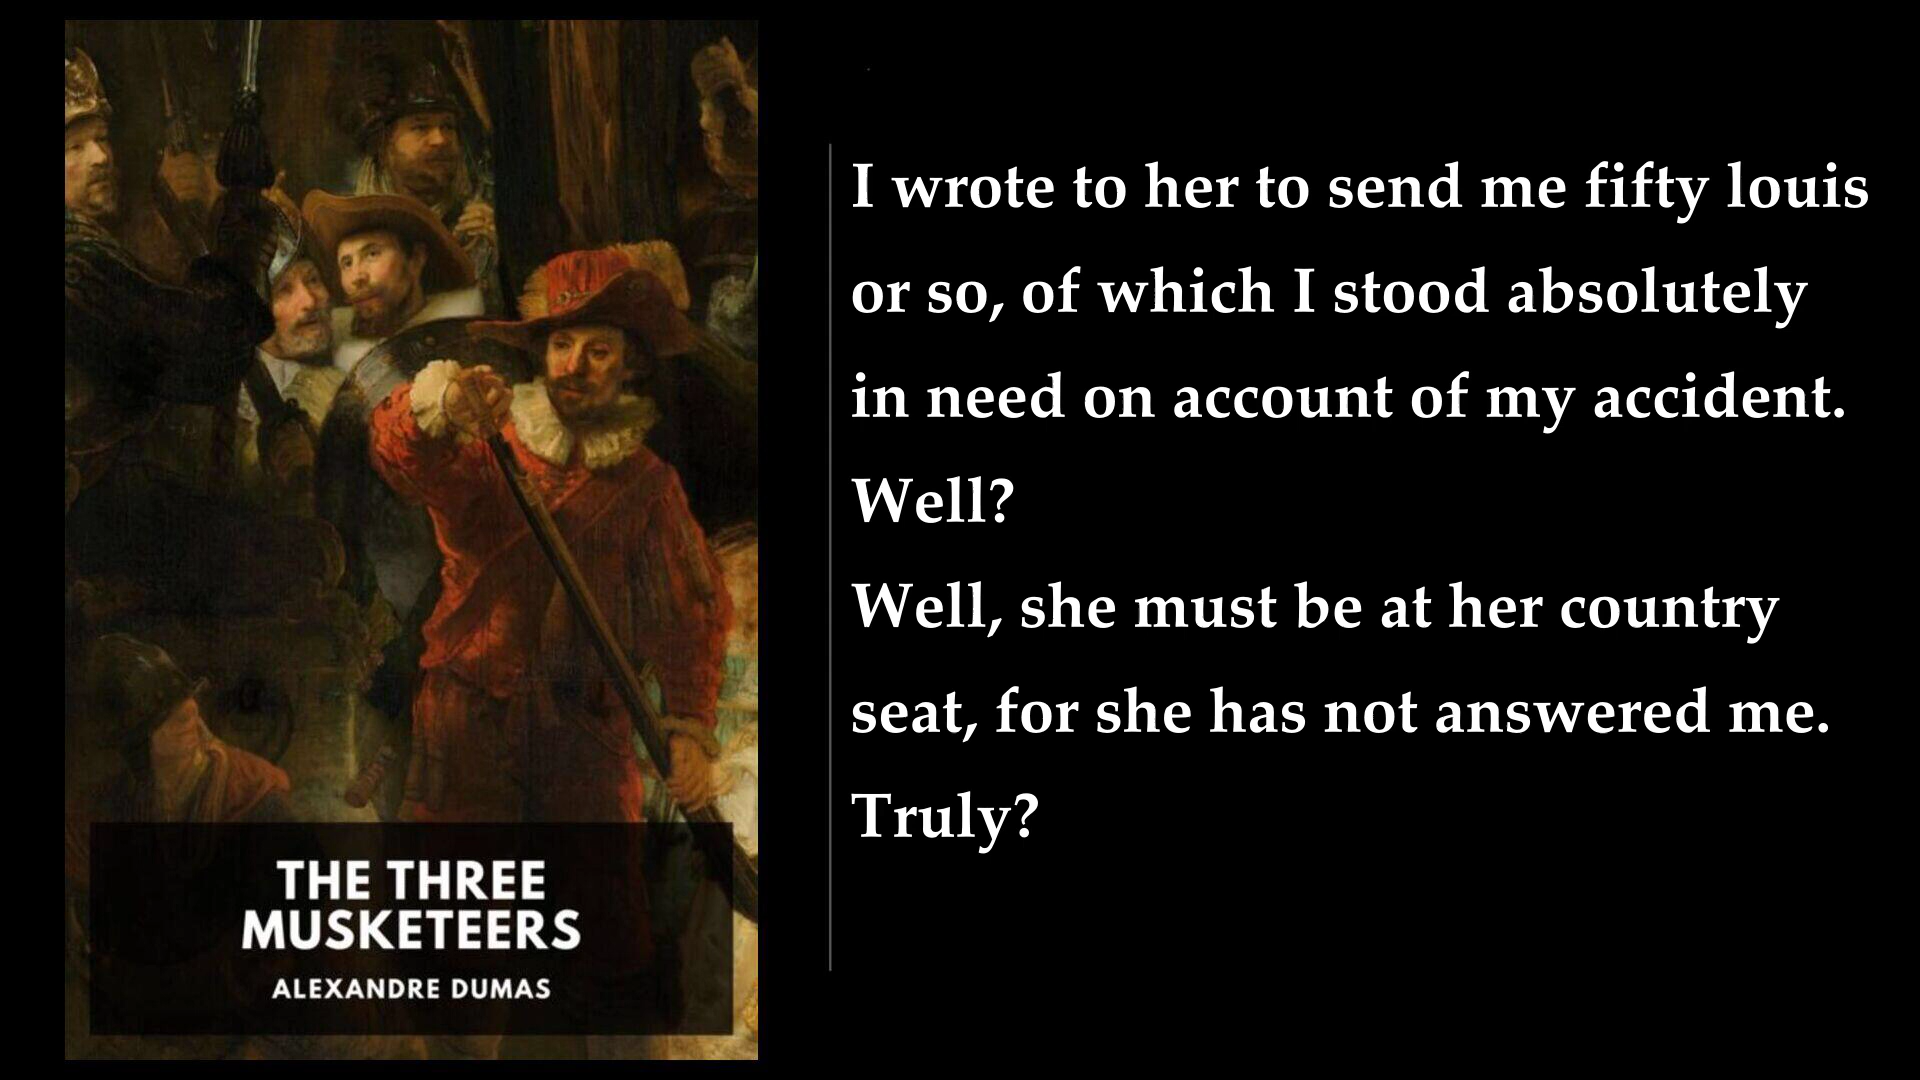 THE THREE
MUSKETEERS
ALEXANDRE DUMAS
I wrote to her to send me fifty louis
or so, of which I stood absolutely
in need on account of my accident.
Well?
Well, she must be at her country
seat, for she has not answered me.
Truly?